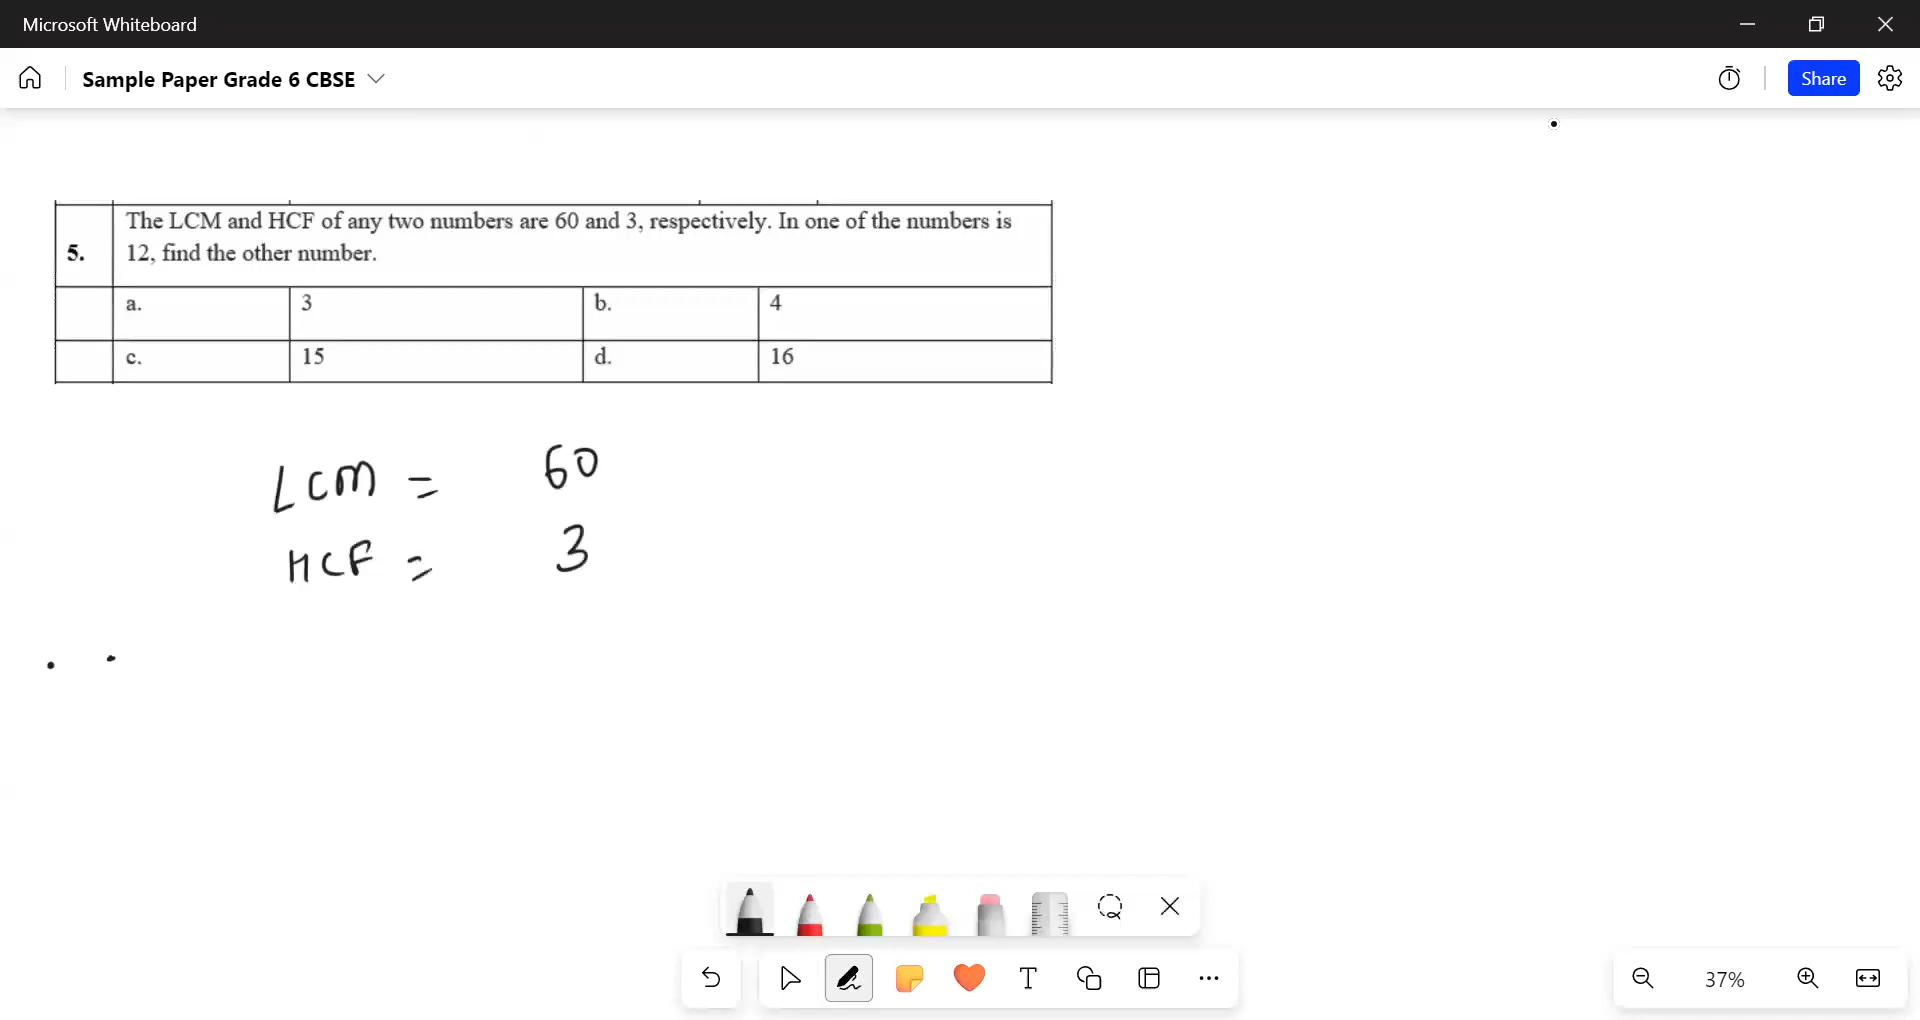 Microsoft Whiteboard
Sample Paper Grade 6 CBSE
Share
5. The LCM and HCF of any two numbers are 60 and 3, respectively. In one of the numbers is
12, find the other number.
a. 3 b. 4
c. 15 d. 16
LCM = 60
HCF = 3
T
37%